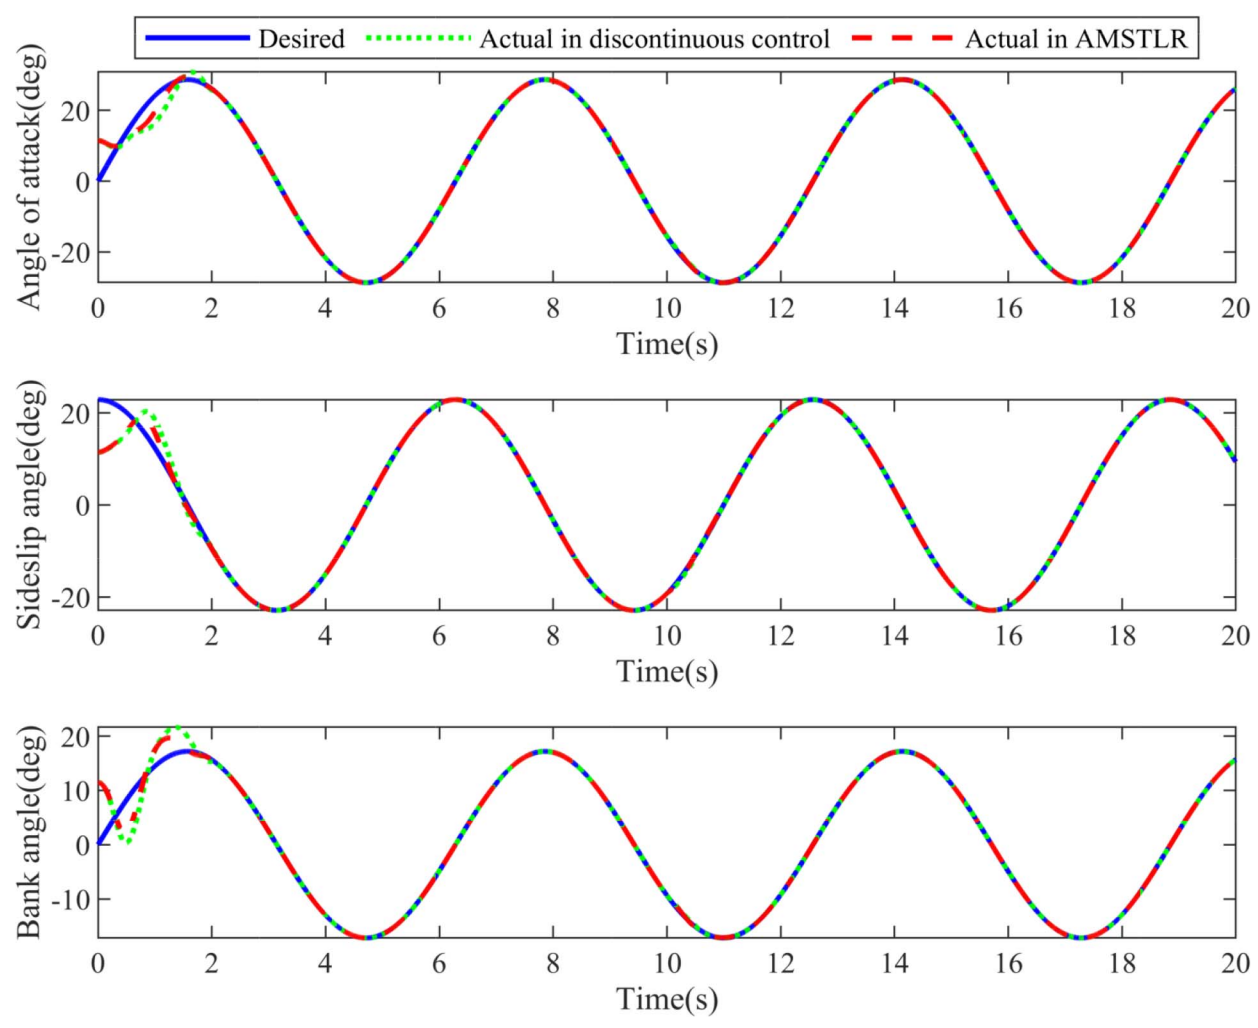 Desired Actual in discontinuous control Actual in AMSTLR
Angle of attack(deg)
20
0
-20
0 2 4 6 8 10 12 14 16 18 20
Time(s)
Sideslip angle(deg)
20
0
-20
0 2 4 6 8 10 12 14 16 18 20
Time(s)
Bank angle(deg)
20
10
0
-10
0 2 4 6 8 10 12 14 16 18 20
Time(s)